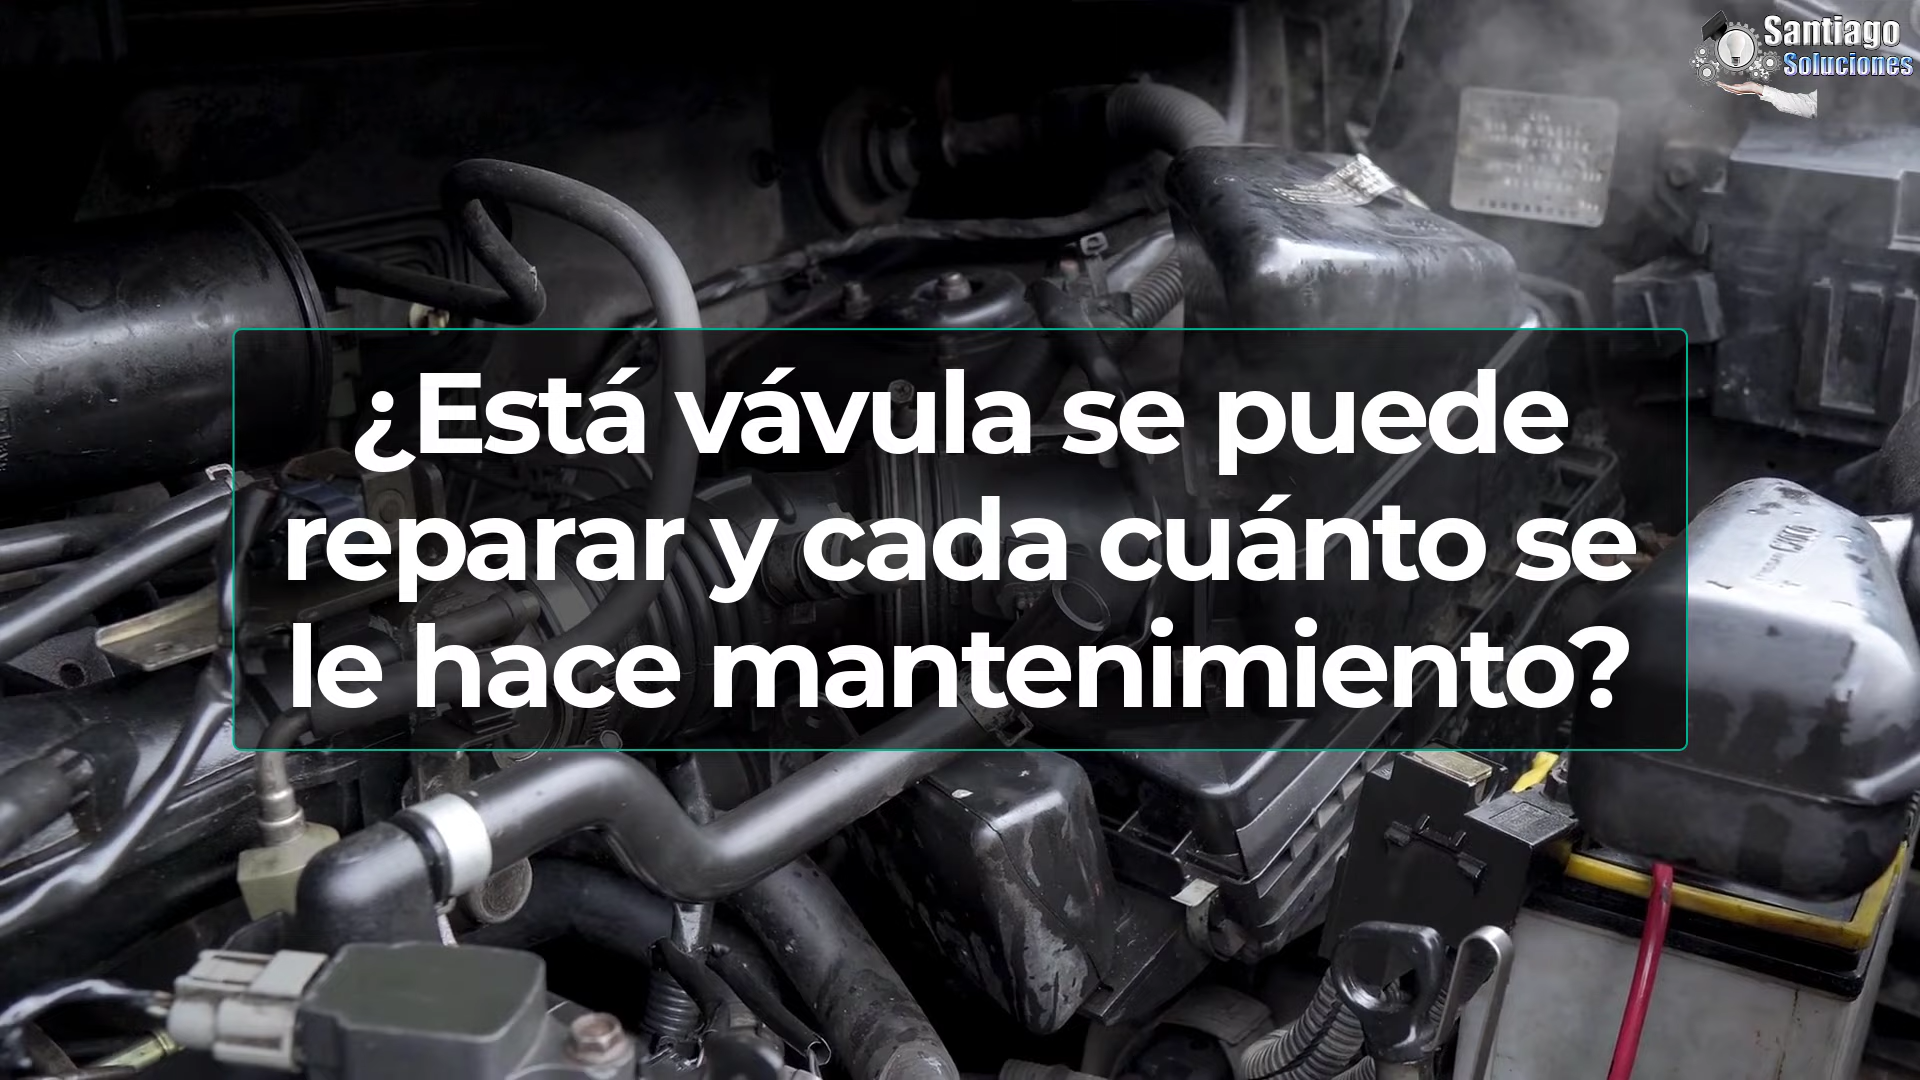 Santiago
Soluciones
¿Está vávula se puede
reparar y cada cuánto se
le hace mantenimiento?